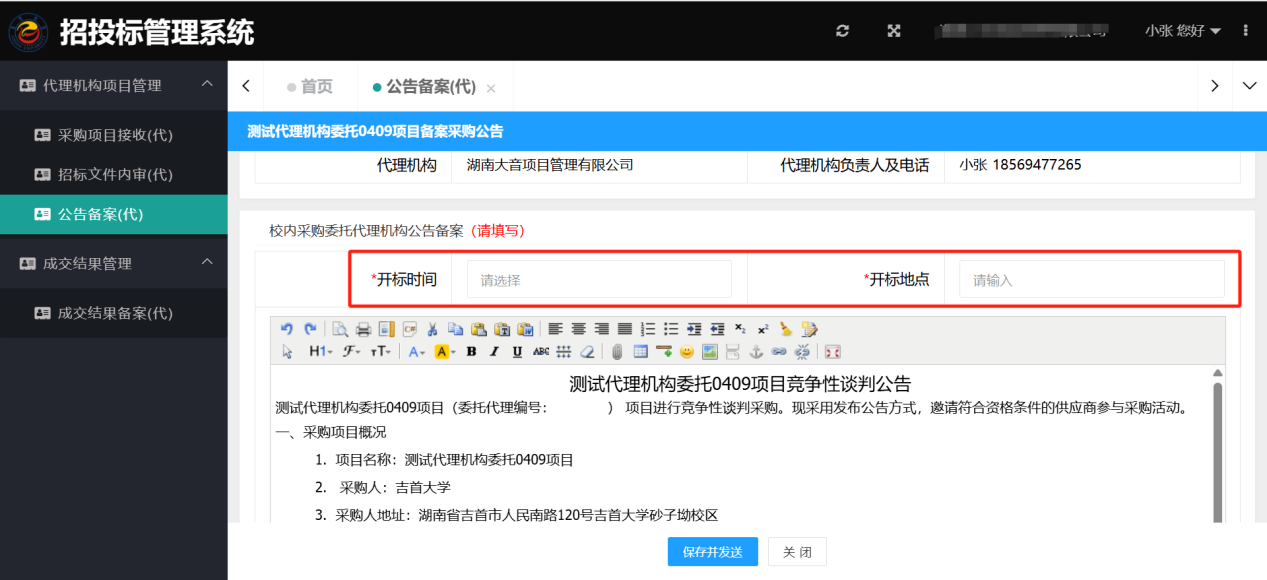 招投标管理系统
小张 您好
代理机构项目管理
首页
公告备案(代)
采购项目接收(代)
招标文件内审(代)
公告备案(代)
成交结果管理
成交结果备案(代)
测试代理机构委托0409项目备案采购公告
代理机构 湖南大音项目管理有限公司 代理机构负责人及电话 小张 18569477265
校内采购委托代理机构公告备案 (请填写)
*开标时间 请选择 *开标地点 请输入
H1 F TT A A B I U ABC
测试代理机构委托0409项目竞争性谈判公告
测试代理机构委托0409项目（委托代理编号： ） 项目进行竞争性谈判采购。现采用发布公告方式，邀请符合资格条件的供应商参与采购活动。
一、采购项目概况
1. 项目名称：测试代理机构委托0409项目
2. 采购人：吉首大学
3. 采购人地址：湖南省吉首市人民南路120号吉首大学砂子坳校区
保存并发送 关 闭